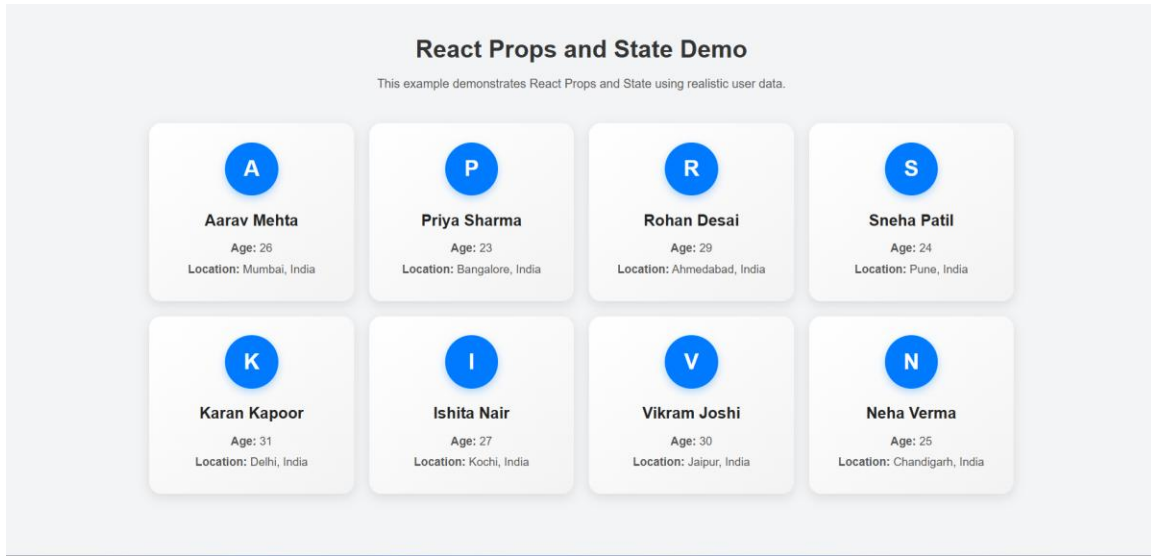 React Props and State Demo
This example demonstrates React Props and State using realistic user data.
A
Aarav Mehta
Age: 26
Location: Mumbai, India
P
Priya Sharma
Age: 23
Location: Bangalore, India
R
Rohan Desai
Age: 29
Location: Ahmedabad, India
S
Sneha Patil
Age: 24
Location: Pune, India
K
Karan Kapoor
Age: 31
Location: Delhi, India
I
Ishita Nair
Age: 27
Location: Kochi, India
V
Vikram Joshi
Age: 30
Location: Jaipur, India
N
Neha Verma
Age: 25
Location: Chandigarh, India